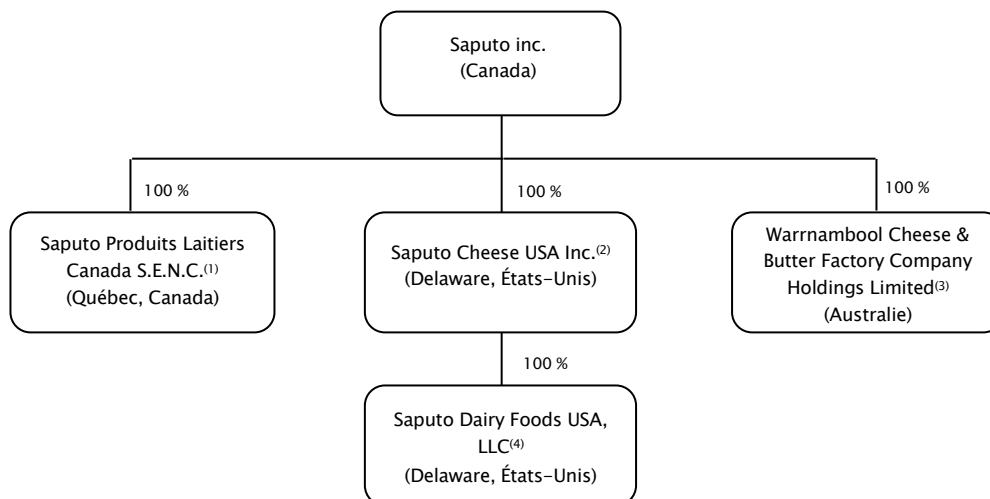 Saputo inc.
(Canada)
100 %
100 %
100 %
Saputo Produits Laitiers
Canada S.E.N.C.(1)
(Québec, Canada)
Saputo Cheese USA Inc.(2)
(Delaware, États-Unis)
Warrnambool Cheese &
Butter Factory Company
Holdings Limited(3)
(Australie)
100 %
Saputo Dairy Foods USA,
LLC(4)
(Delaware, États-Unis)